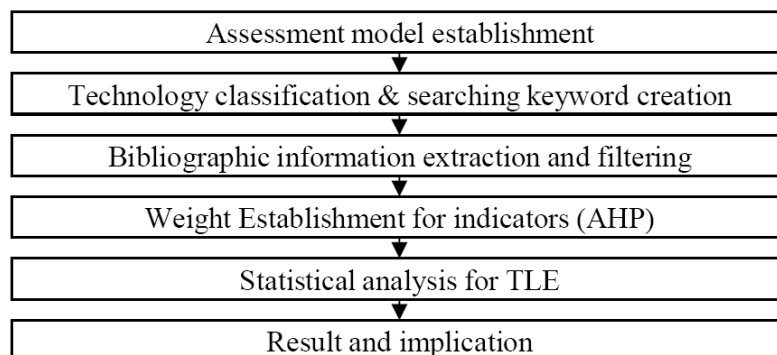 Assessment model establishment
Technology classification & searching keyword creation
Bibliographic information extraction and filtering
Weight Establishment for indicators (AHP)
Statistical analysis for TLE
Result and implication